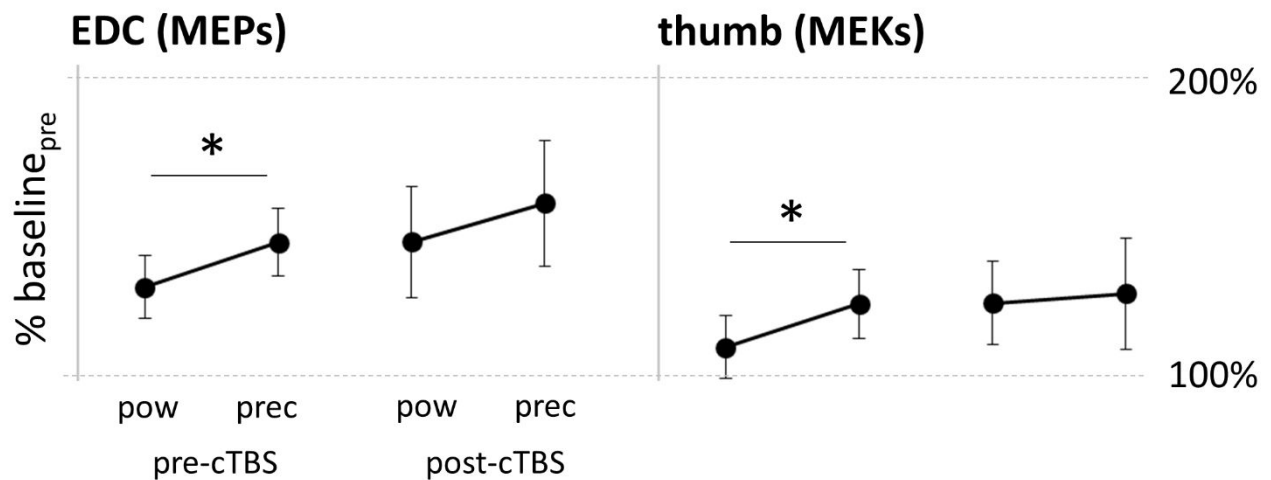 EDC (MEPs)
thumb (MEKs)
200%
% baselinepre
*
*
100%
pow prec pow prec
pre-cTBS post-cTBS